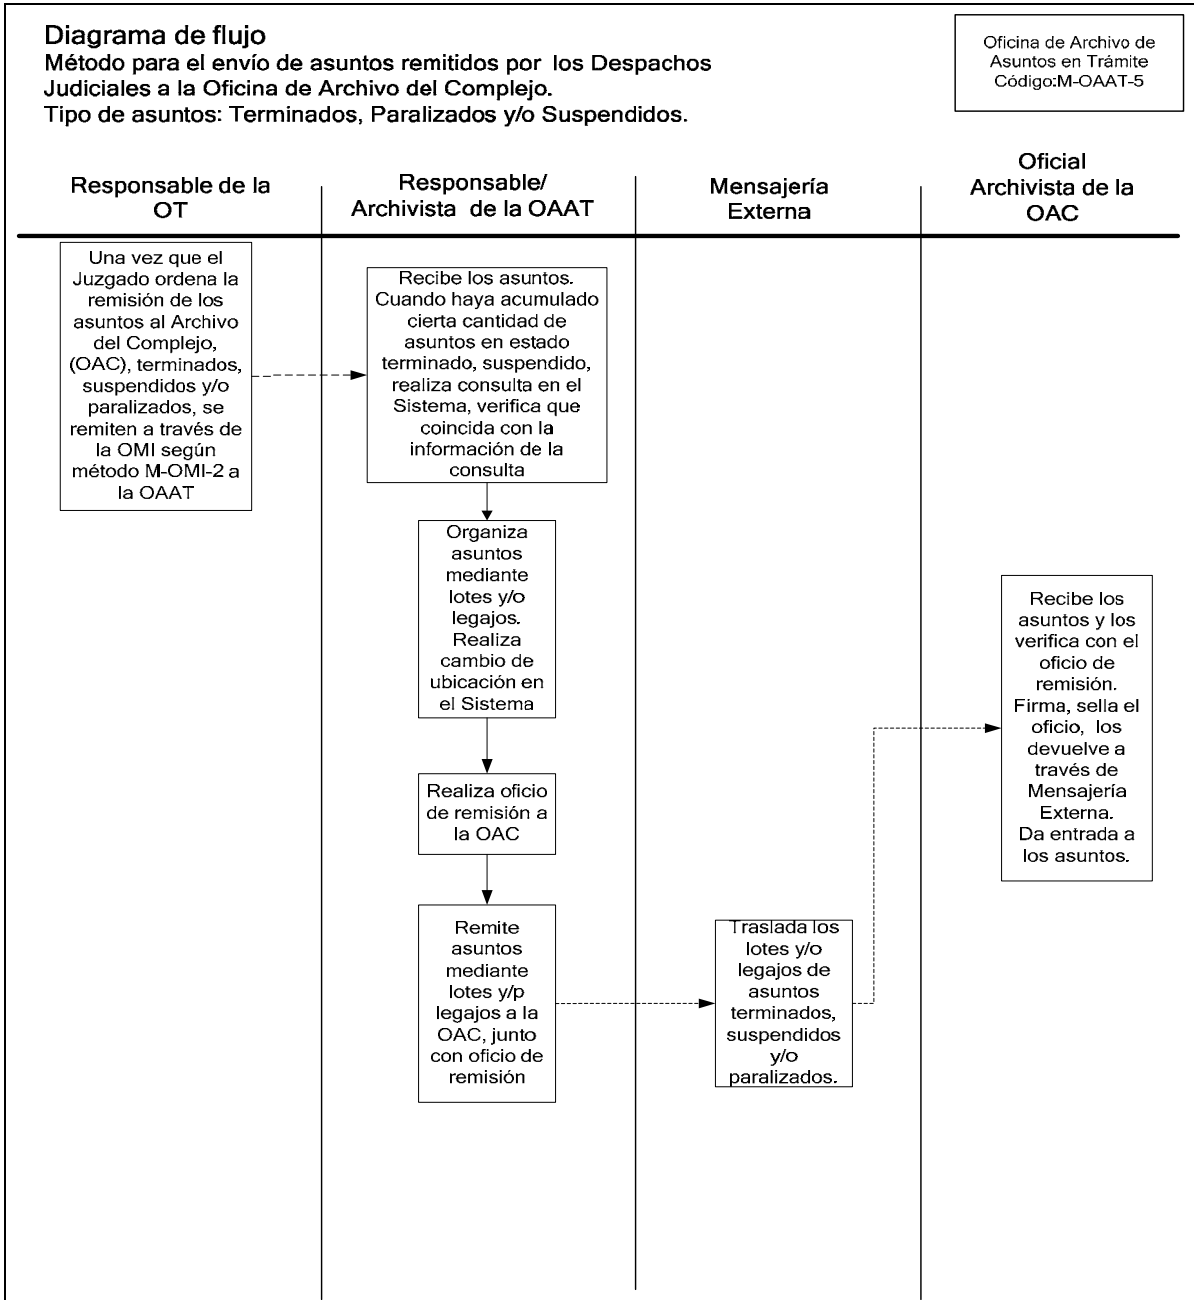 Diagrama de flujo
Método para el envío de asuntos remitidos por los Despachos
Judiciales a la Oficina de Archivo del Complejo.
Tipo de asuntos: Terminados, Paralizados y/o Suspendidos.
Oficina de Archivo de
Asuntos en Trámite
Código:M-OAAT-5
Responsable de la
OT
Responsable/
Archivista de la OAAT
Mensajería
Externa
Oficial
Archivista de la
OAC
Una vez que el
Juzgado ordena la
remisión de los
asuntos al Archivo
del Complejo,
(OAC), terminados,
suspendidos y/o
paralizados, se
remiten a través de
la OMI según
método M-OMI-2 a
la OAAT
Recibe los asuntos.
Cuando haya acumulado
cierta cantidad de
asuntos en estado
terminado, suspendido,
realiza consulta en el
Sistema, verifica que
coincida con la
información de la
consulta
Organiza
asuntos
mediante
lotes y/o
legajos.
Realiza
cambio de
ubicación en
el Sistema
Realiza oficio
de remisión a
la OAC
Remite
asuntos
mediante
lotes y/p
legajos a la
OAC, junto
con oficio de
remisión
Traslada los
lotes y/o
legajos de
asuntos
terminados,
suspendidos
y/o
paralizados.
Recibe los
asuntos y los
verifica con el
oficio de
remisión.
Firma, sella el
oficio, los
devuelve a
través de
Mensajería
Externa.
Da entrada a
los asuntos.